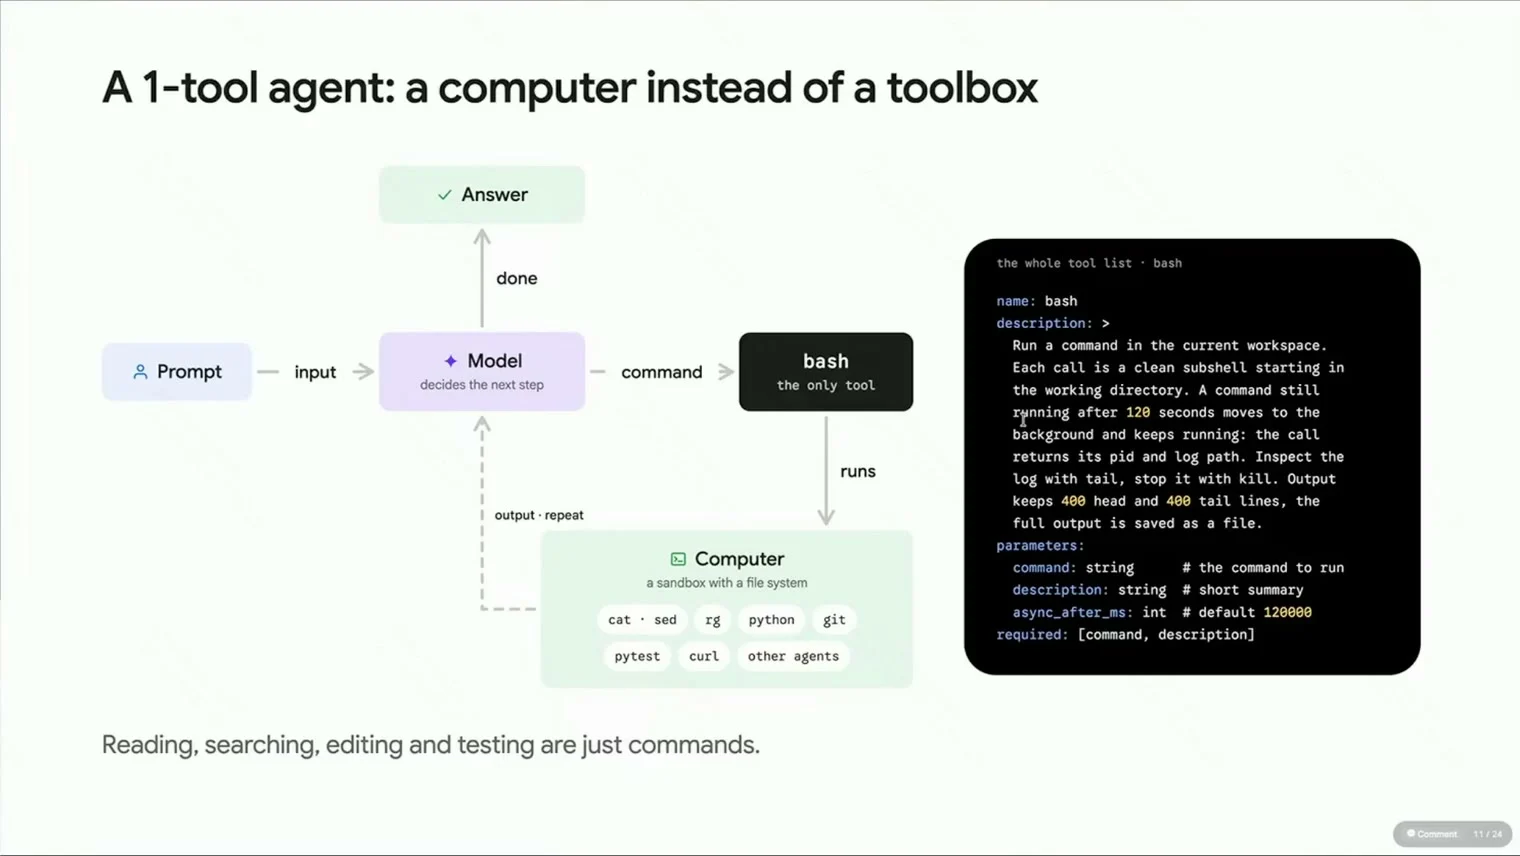 A 1-tool agent: a computer instead of a toolbox
Answer
done
Prompt
input
Model
decides the next step
command
bash
the only tool
runs
output · repeat
Computer
a sandbox with a file system
cat · sed
rg
python
git
pytest
curl
other agents
the whole tool list · bash
name: bash
description: >
Run a command in the current workspace.
Each call is a clean subshell starting in
the working directory. A command still
running after 120 seconds moves to the
background and keeps running: the call
returns its pid and log path. Inspect the
log with tail, stop it with kill. Output
keeps 400 head and 400 tail lines, the
full output is saved as a file.
parameters:
command: string # the command to run
description: string # short summary
async_after_ms: int # default 120000
required: [command, description]
Reading, searching, editing and testing are just commands.
Comment 11 / 24